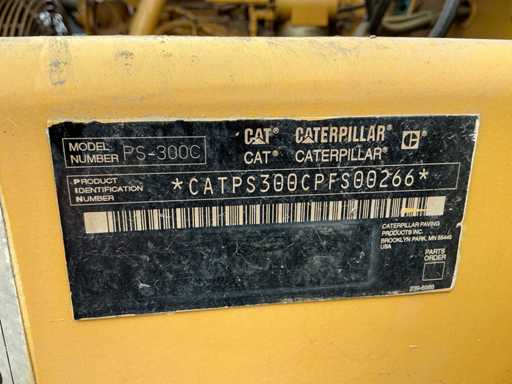 MODEL NUMBER PS-300C
CAT CATERPILLAR C
CAT CATERPILLAR
PRODUCT IDENTIFICATION NUMBER *CATPS300CPFS00266*
CATERPILLAR PAVING
PRODUCTS INC.
BROOKLYN PARK, MN 55445
USA
PARTS
ORDER